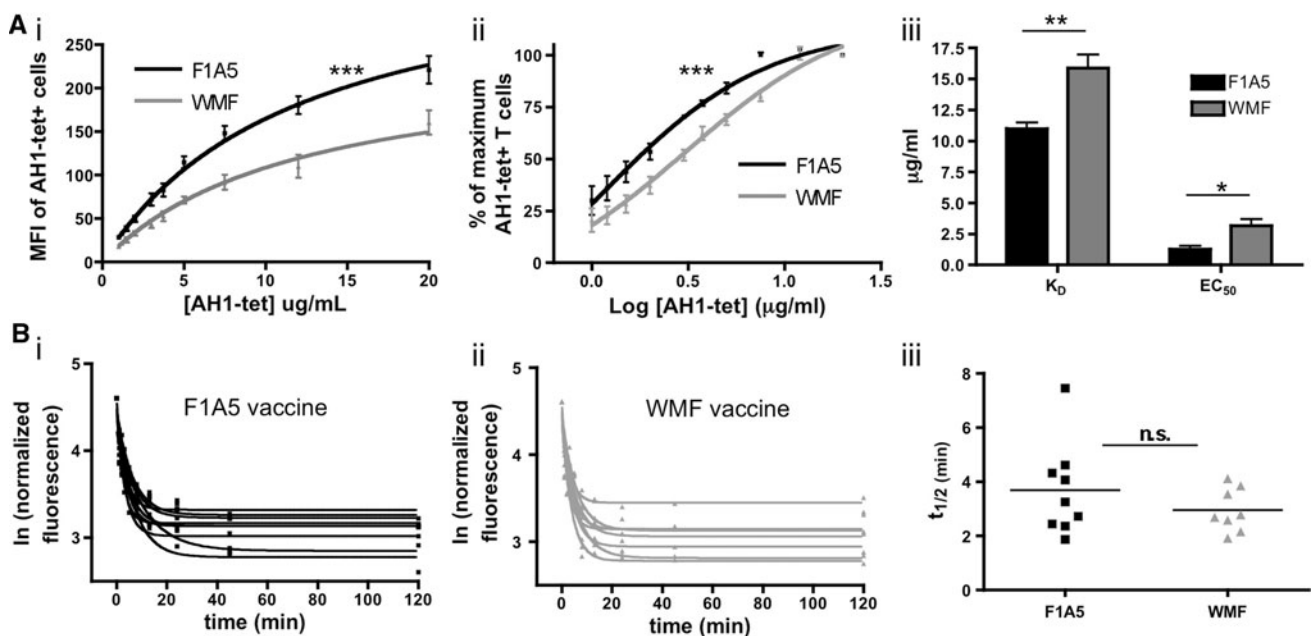 A
i
MFI of AH1-tet+ cells
250
200
150
100
50
0
F1A5
WMF
***
0
5
10
15
20
[AH1-tet] ug/mL
ii
% of maximum
AH1-tet+ T cells
100
75
50
25
0
***
F1A5
WMF
0.0
0.5
1.0
1.5
Log [AH1-tet] (µg/ml)
iii
µg/ml
17.5
15.0
12.5
10.0
7.5
5.0
2.5
0.0
**
*
F1A5
WMF
KD
EC50
B
i
ln (normalized
fluorescence)
5
4
3
F1A5 vaccine
0
20
40
60
80
100
120
time (min)
ii
ln (normalized
fluorescence)
5
4
3
WMF vaccine
0
20
40
60
80
100
120
time (min)
iii
t1/2 (min)
8
6
4
2
0
n.s.
F1A5
WMF